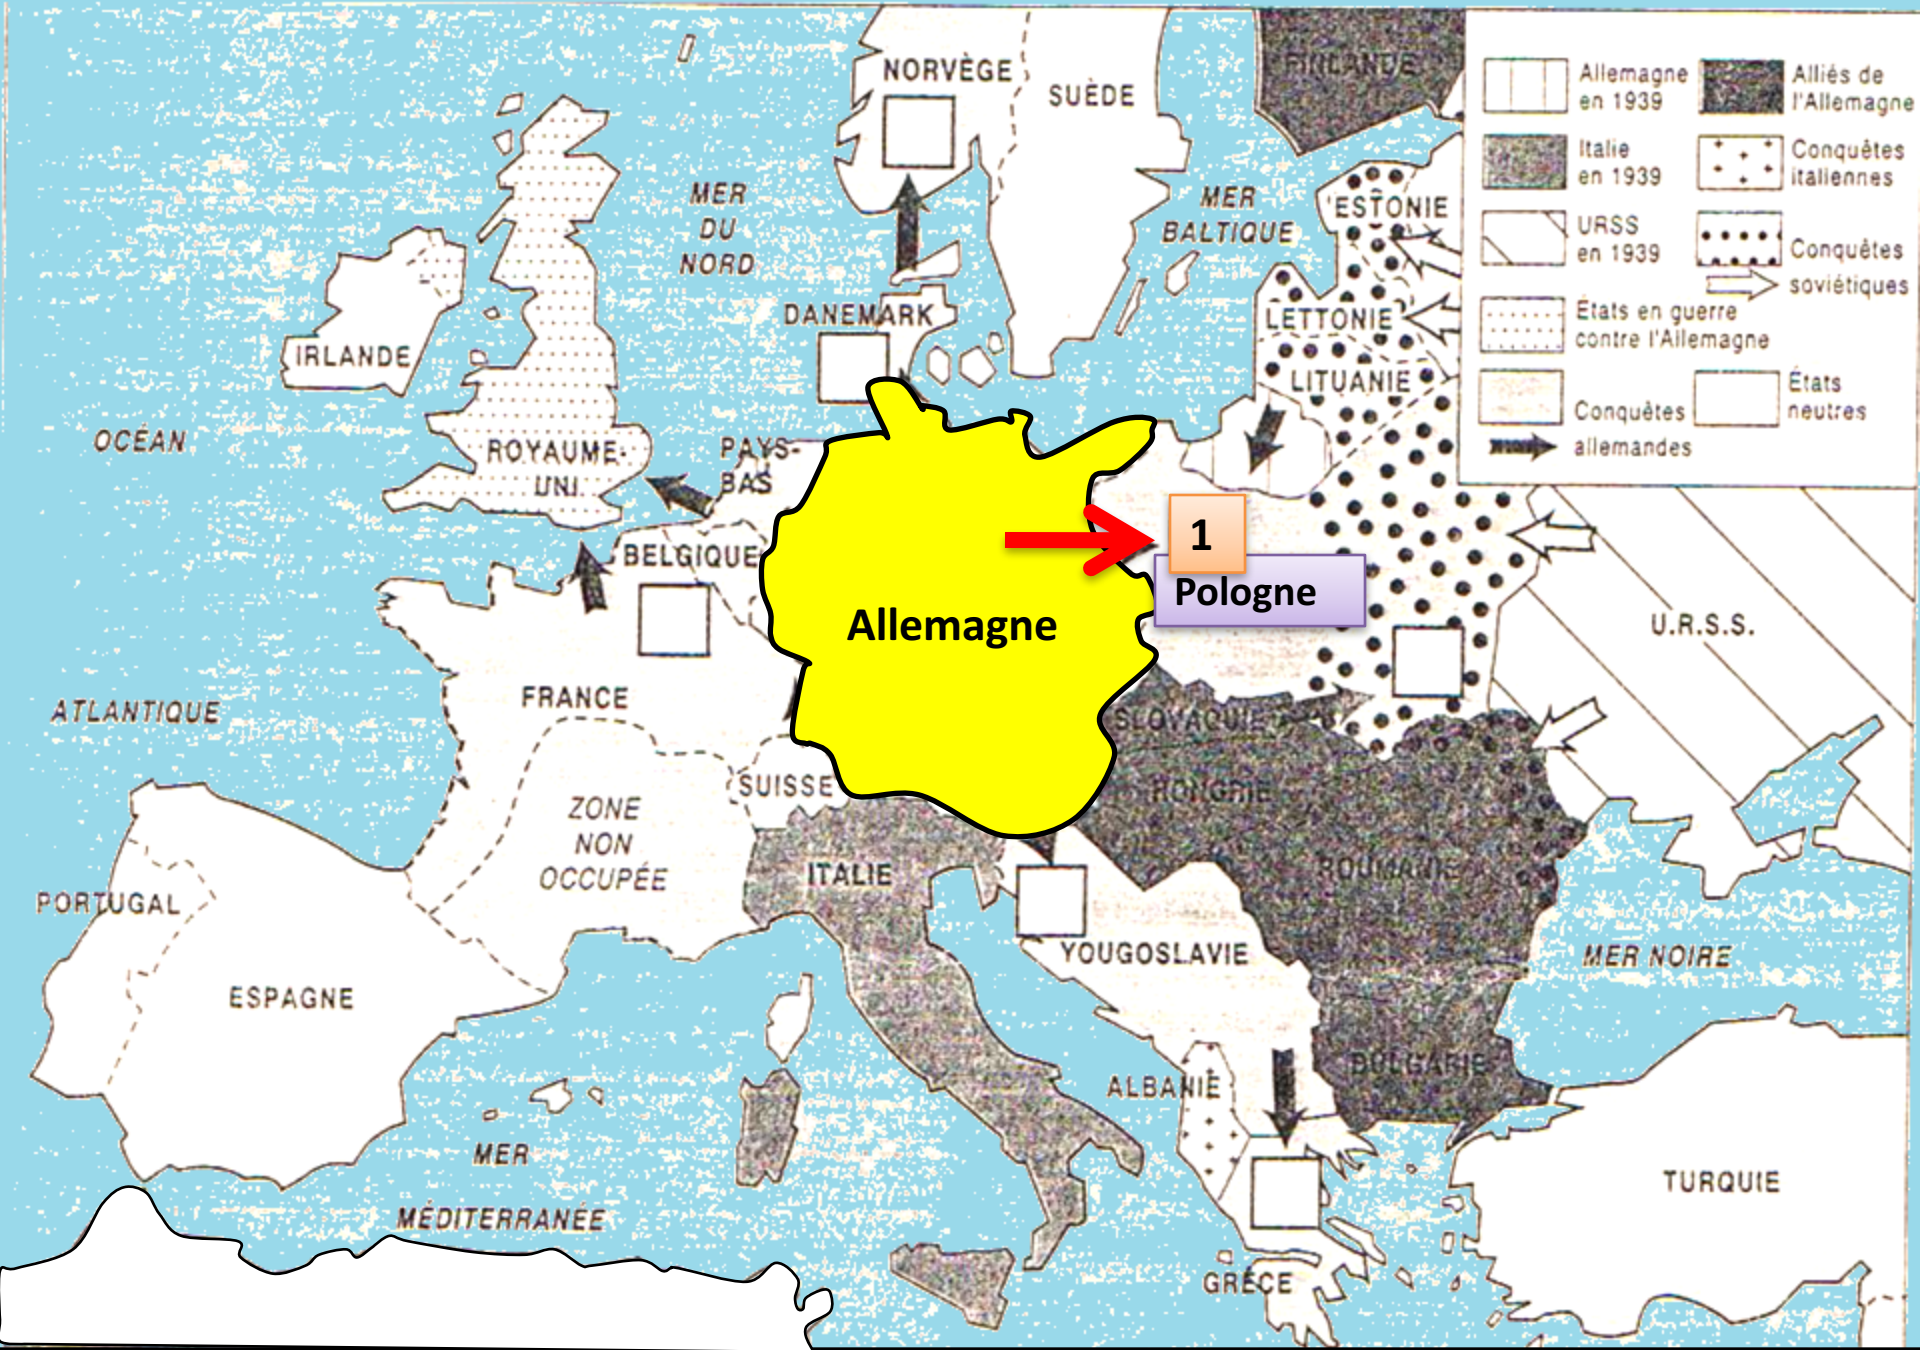 NORVÈGE
SUÈDE
FINLANDE
Allemagne
en 1939
Alliés de
l'Allemagne
Italie
en 1939
Conquêtes
italiennes
URSS
en 1939
Conquêtes
soviétiques
États en guerre
contre l'Allemagne
Conquêtes
allemandes
États
neutres
MER
DU
NORD
MER
BALTIQUE
ESTONIE
LETTONIE
LITUANIE
DANEMARK
IRLANDE
ROYAUME-
UNI
PAYS-
BAS
OCÉAN
ATLANTIQUE
BELGIQUE
1
Pologne
Allemagne
U.R.S.S.
FRANCE
SLOVAQUIE
HONGRIE
SUISSE
ZONE
NON
OCCUPÉE
ITALIE
ROUMANIE
PORTUGAL
ESPAGNE
YOUGOSLAVIE
MER NOIRE
BULGARIE
ALBANIE
MER
MÉDITERRANÉE
TURQUIE
GRÈCE